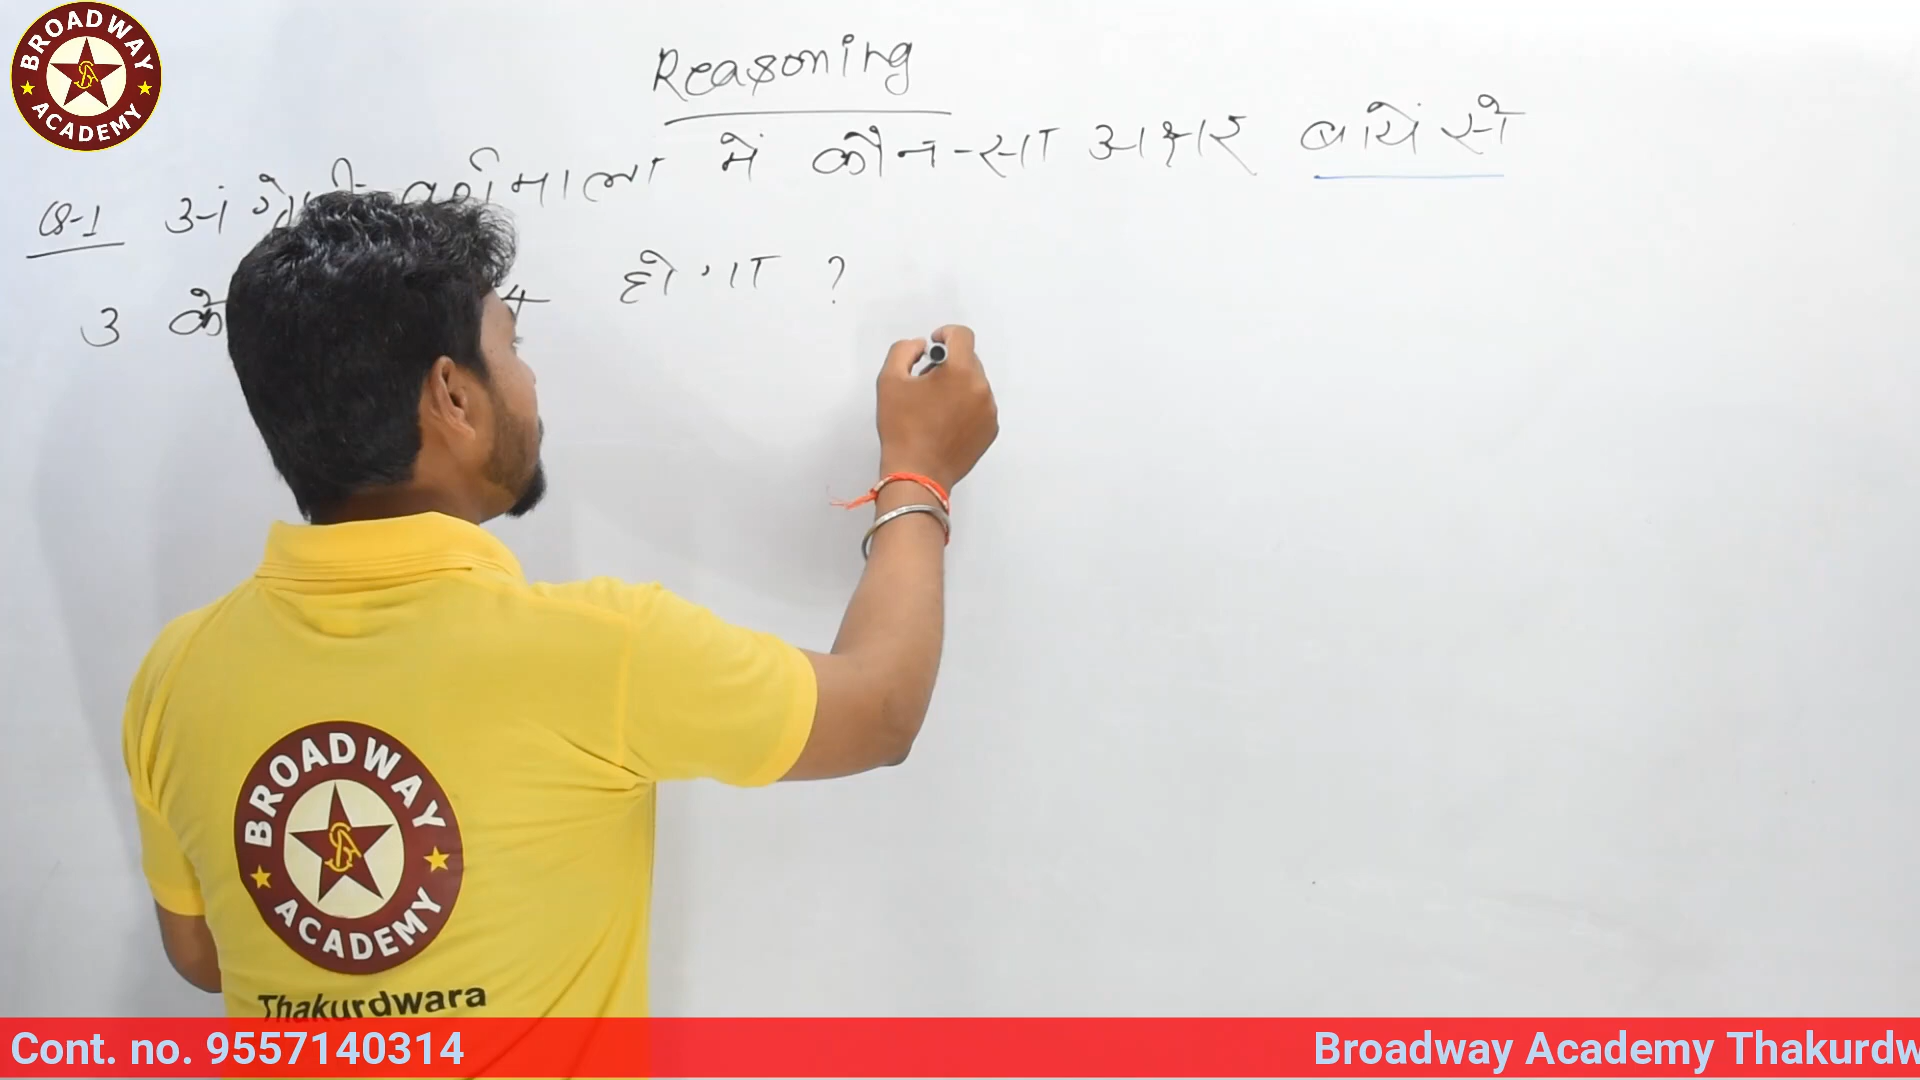 BROADWAY ACADEMY
Reasoning
Q-1 अंग्रेजी वर्णमाला में कौन-सा अक्षर बायें से
3 के होगा ?
BROADWAY ACADEMY
Thakurdwara
Cont. no. 9557140314
Broadway Academy Thakurdw